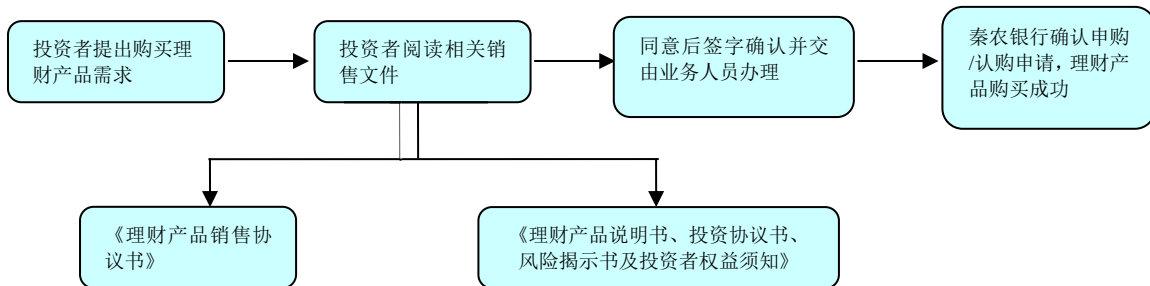 投资者提出购买理
财产品需求
投资者阅读相关销
售文件
同意后签字确认并交
由业务人员办理
秦农银行确认申购
/认购申请，理财产
品购买成功
《理财产品销售协
议书》
《理财产品说明书、投资协议书、
风险揭示书及投资者权益须知》